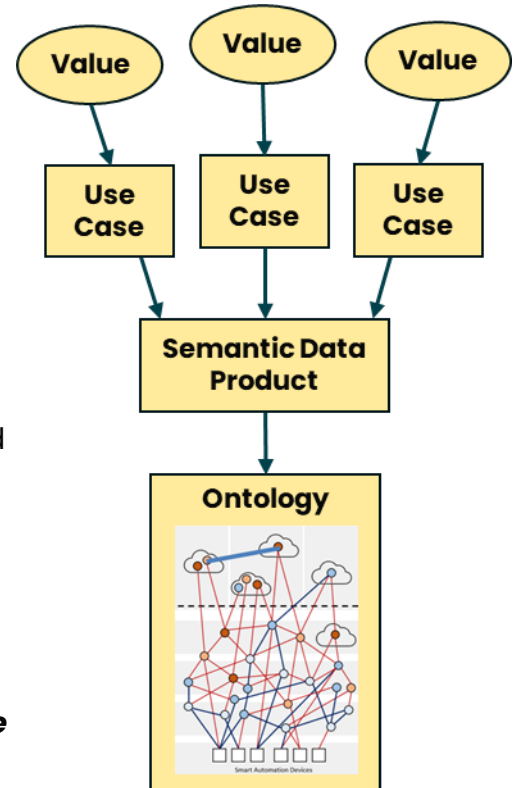 Value
Value
Value
Use
Case
Use
Case
Use
Case
Semantic Data
Product
d
Ontology
e
Smart Automation Devices